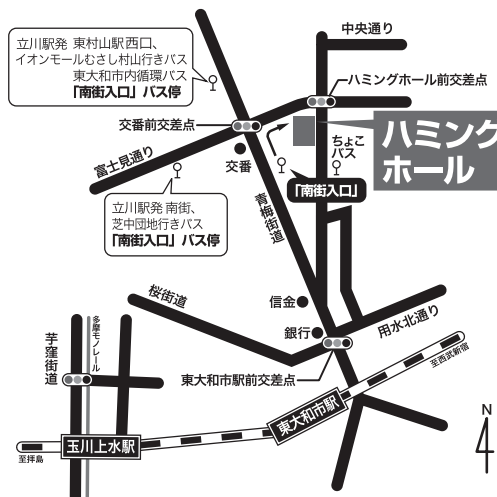 立川駅発 東村山駅西口、
イオンモールむさし村山行きバス
東大和市内循環バス
「南街入口」バス停
中央通り
ハミングホール前交差点
交番前交差点
ハミング
ホール
ちょこ
バス
富士見通り
交番
「南街入口」
立川駅発 南街、
芝中団地行きバス
「南街入口」バス停
青梅街道
桜街道
信金
銀行
用水北通り
芋窪街道
多摩モノレール
東大和市駅前交差点
至西武新宿
東大和市駅
玉川上水駅
至拝島
N
4